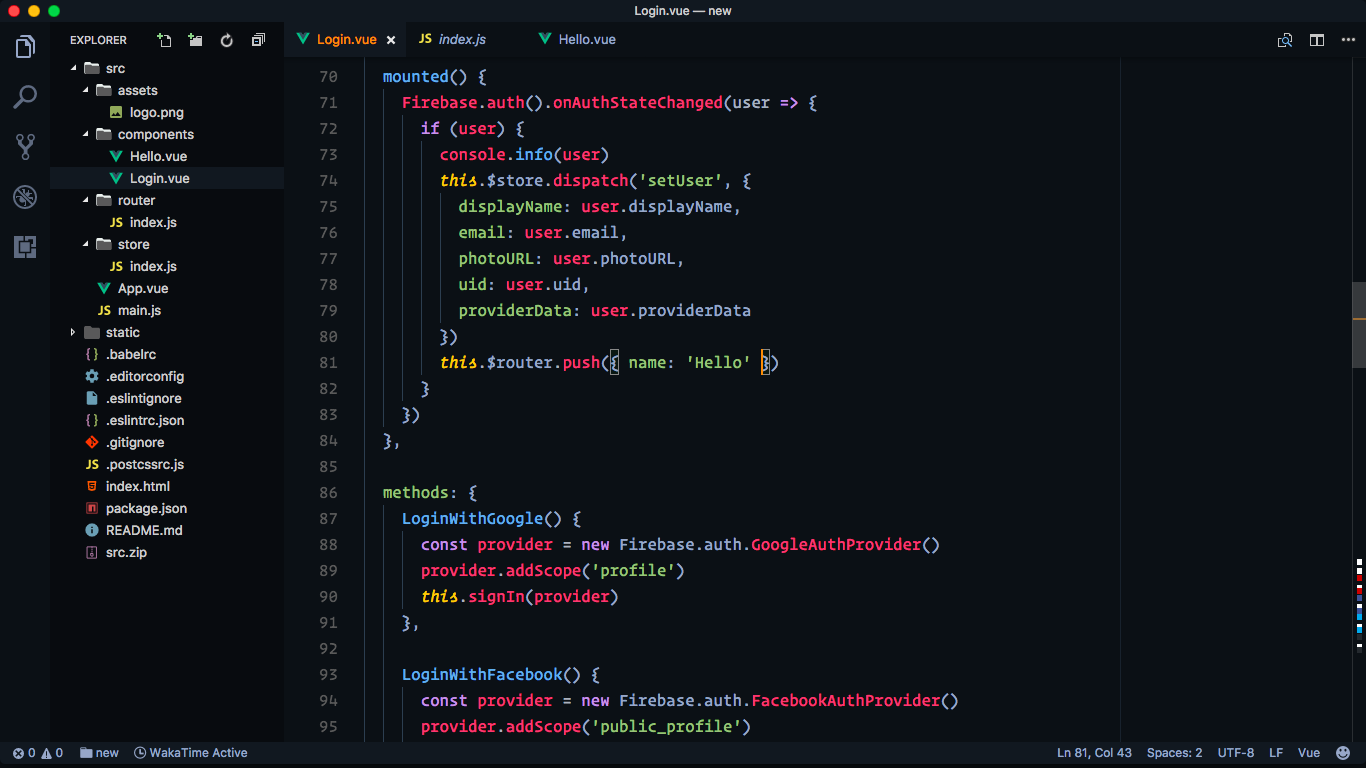 Login.vue — new
EXPLORER
src
assets
logo.png
components
Hello.vue
Login.vue
router
JS index.js
store
JS index.js
App.vue
JS main.js
static
{ } .babelrc
.editorconfig
.eslintignore
{ } .eslintrc.json
.gitignore
JS .postcssrc.js
index.html
package.json
README.md
src.zip
Login.vue ×
JS index.js
Hello.vue
70 mounted() {
71 Firebase.auth().onAuthStateChanged(user => {
72 if (user) {
73 console.info(user)
74 this.$store.dispatch('setUser', {
75 displayName: user.displayName,
76 email: user.email,
77 photoURL: user.photoURL,
78 uid: user.uid,
79 providerData: user.providerData
80 })
81 this.$router.push({ name: 'Hello' })
82 }
83 })
84 },
85
86 methods: {
87 LoginWithGoogle() {
88 const provider = new Firebase.auth.GoogleAuthProvider()
89 provider.addScope('profile')
90 this.signIn(provider)
91 },
92
93 LoginWithFacebook() {
94 const provider = new Firebase.auth.FacebookAuthProvider()
95 provider.addScope('public_profile')
0 0 new WakaTime Active Ln 81, Col 43 Spaces: 2 UTF-8 LF Vue